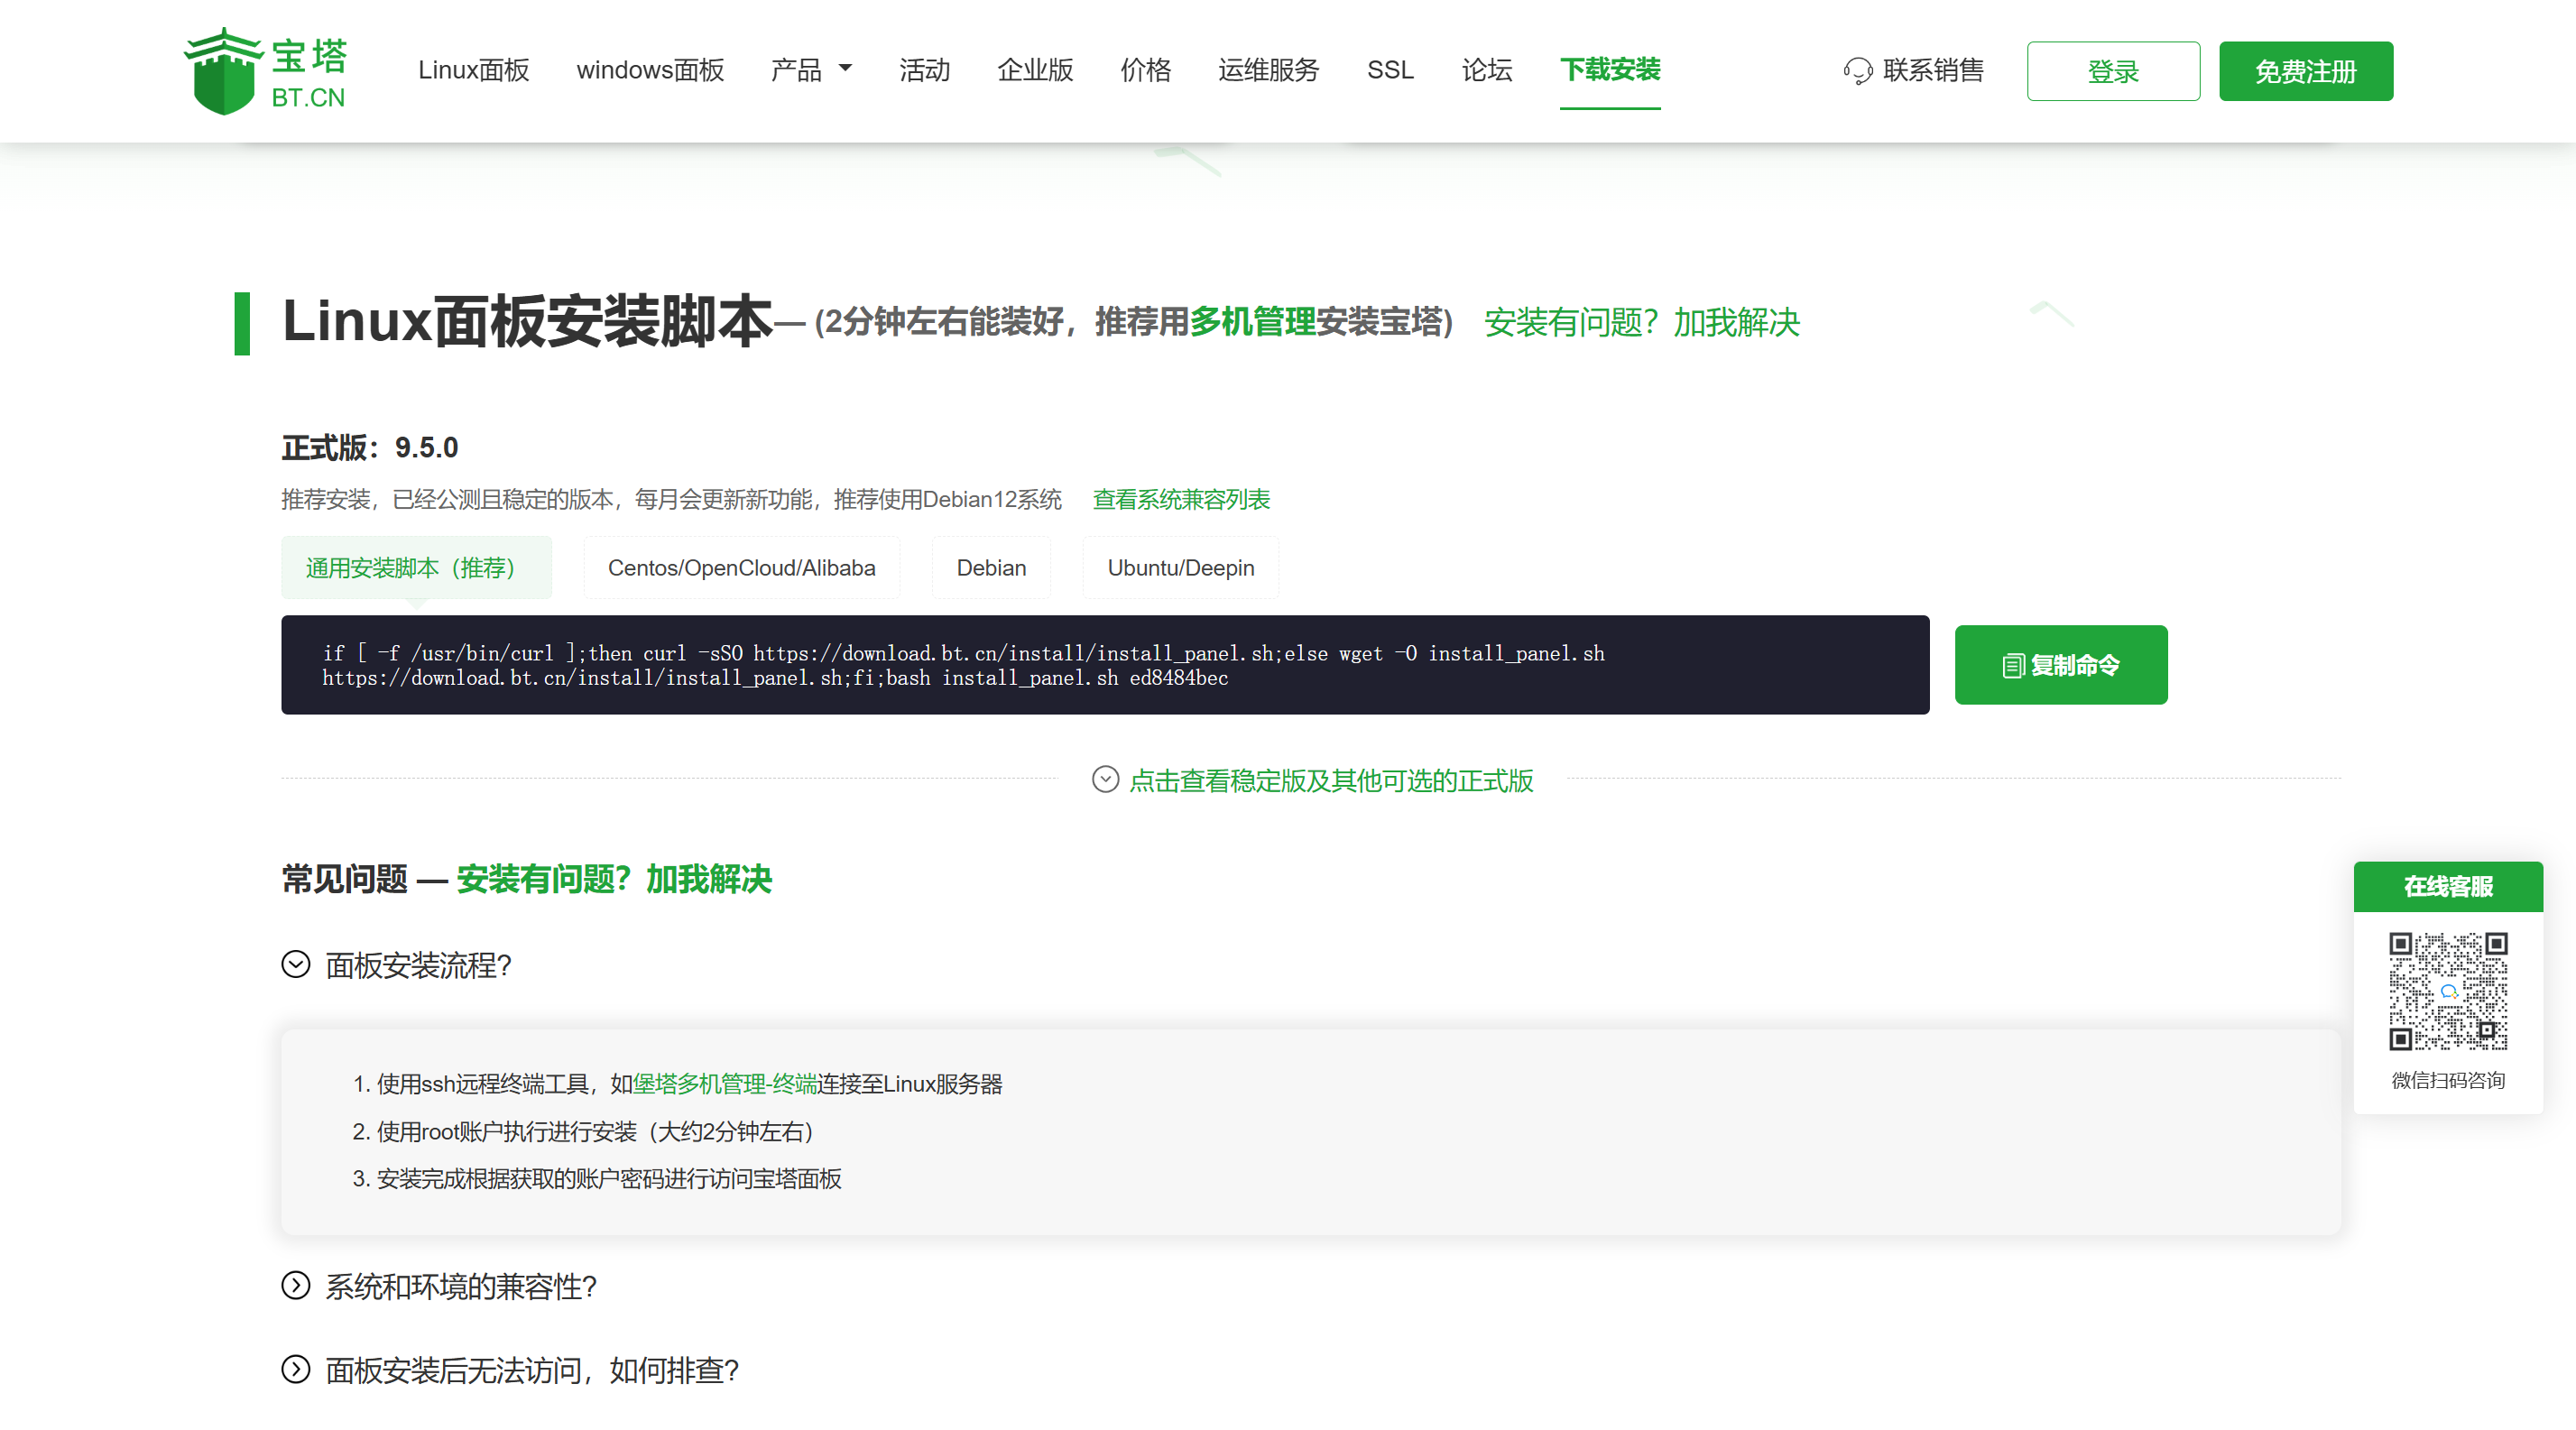 宝塔
BT.CN
Linux面板
windows面板
产品
活动
企业版
价格
运维服务
SSL
论坛
下载安装
联系销售
登录
免费注册
Linux面板安装脚本— (2分钟左右能装好，推荐用多机管理安装宝塔) 安装有问题？加我解决
正式版：9.5.0
推荐安装，已经公测且稳定的版本，每月会更新新功能，推荐使用Debian12系统 查看系统兼容列表
通用安装脚本（推荐）
Centos/OpenCloud/Alibaba
Debian
Ubuntu/Deepin
if [ -f /usr/bin/curl ];then curl -sSO https://download.bt.cn/install/install_panel.sh;else wget -O install_panel.sh
https://download.bt.cn/install/install_panel.sh;fi;bash install_panel.sh ed8484bec
复制命令
点击查看稳定版及其他可选的正式版
常见问题 — 安装有问题？加我解决
面板安装流程?
1. 使用ssh远程终端工具，如堡塔多机管理-终端连接至Linux服务器
2. 使用root账户执行进行安装（大约2分钟左右）
3. 安装完成根据获取的账户密码进行访问宝塔面板
系统和环境的兼容性?
面板安装后无法访问，如何排查?
在线客服
微信扫码咨询